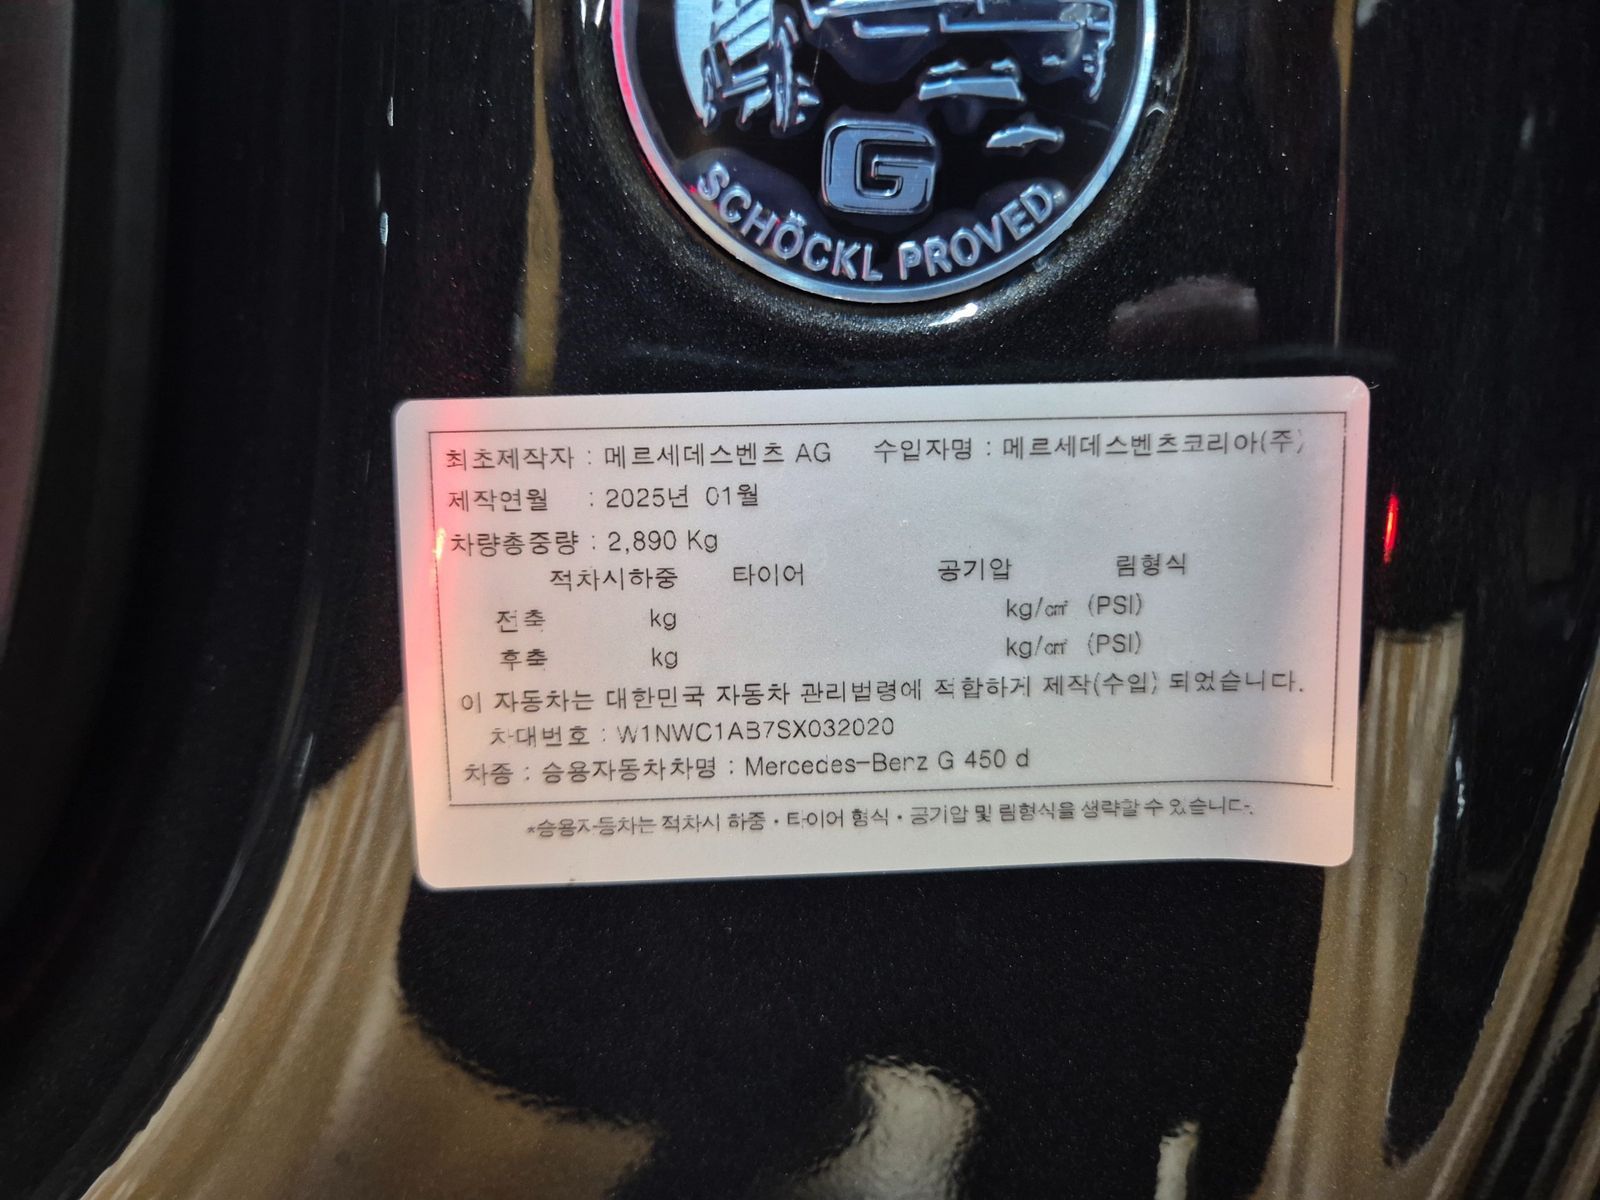 G
SCHÖCKL PROVED
최초제작자 : 메르세데스벤츠 AG 수입자명 : 메르세데스벤츠코리아(주)
제작연월 : 2025년 01월
차량총중량 : 2,890 Kg
적차시하중 타이어 공기압 림형식
전축 kg kg/㎠ (PSI)
후축 kg kg/㎠ (PSI)
이 자동차는 대한민국 자동차 관리법령에 적합하게 제작(수입) 되었습니다.
차대번호 : W1NWC1AB7SX032020
차종 : 승용자동차차명 : Mercedes-Benz G 450 d
*승용자동차는 적차시 하중·타이어 형식·공기압 및 림형식을 생략할 수 있습니다.